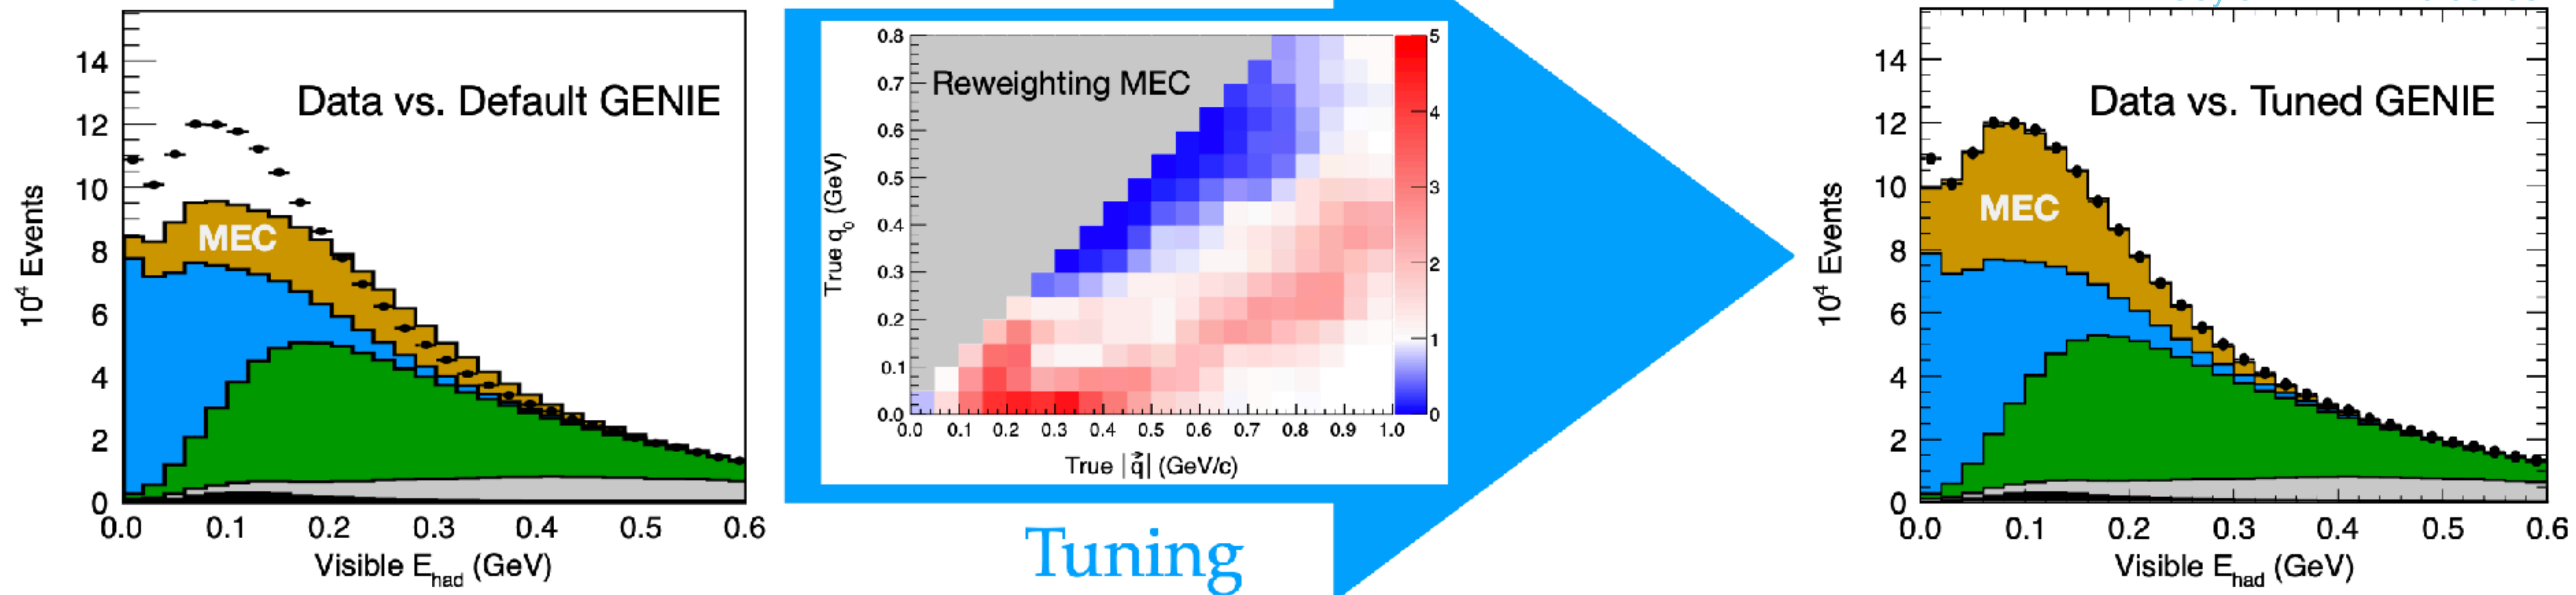 Data vs. Default GENIE
MEC
10⁴ Events
14
12
10
8
6
4
2
0
0.0 0.1 0.2 0.3 0.4 0.5 0.6
Visible E_had (GeV)
Reweighting MEC
True q₀ (GeV)
0.8
0.7
0.6
0.5
0.4
0.3
0.2
0.1
0.0
0.0 0.1 0.2 0.3 0.4 0.5 0.6 0.7 0.8 0.9 1.0
True |q⃗| (GeV/c)
5
4
3
2
1
0
Tuning
Data vs. Tuned GENIE
MEC
10⁴ Events
14
12
10
8
6
4
2
0
0.0 0.1 0.2 0.3 0.4 0.5 0.6
Visible E_had (GeV)